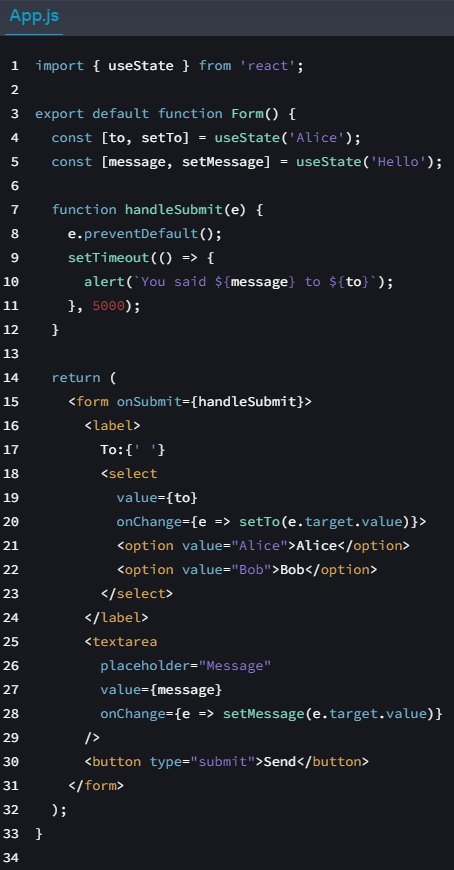 App.js
1 import { useState } from 'react';
2
3 export default function Form() {
4   const [to, setTo] = useState('Alice');
5   const [message, setMessage] = useState('Hello');
6
7   function handleSubmit(e) {
8     e.preventDefault();
9     setTimeout(() => {
10       alert(`You said ${message} to ${to}`);
11     }, 5000);
12   }
13
14   return (
15     <form onSubmit={handleSubmit}>
16       <label>
17         To:{' '}
18         <select
19           value={to}
20           onChange={e => setTo(e.target.value)}>
21           <option value="Alice">Alice</option>
22           <option value="Bob">Bob</option>
23         </select>
24       </label>
25       <textarea
26         placeholder="Message"
27         value={message}
28         onChange={e => setMessage(e.target.value)}
29       />
30       <button type="submit">Send</button>
31     </form>
32   );
33 }
34